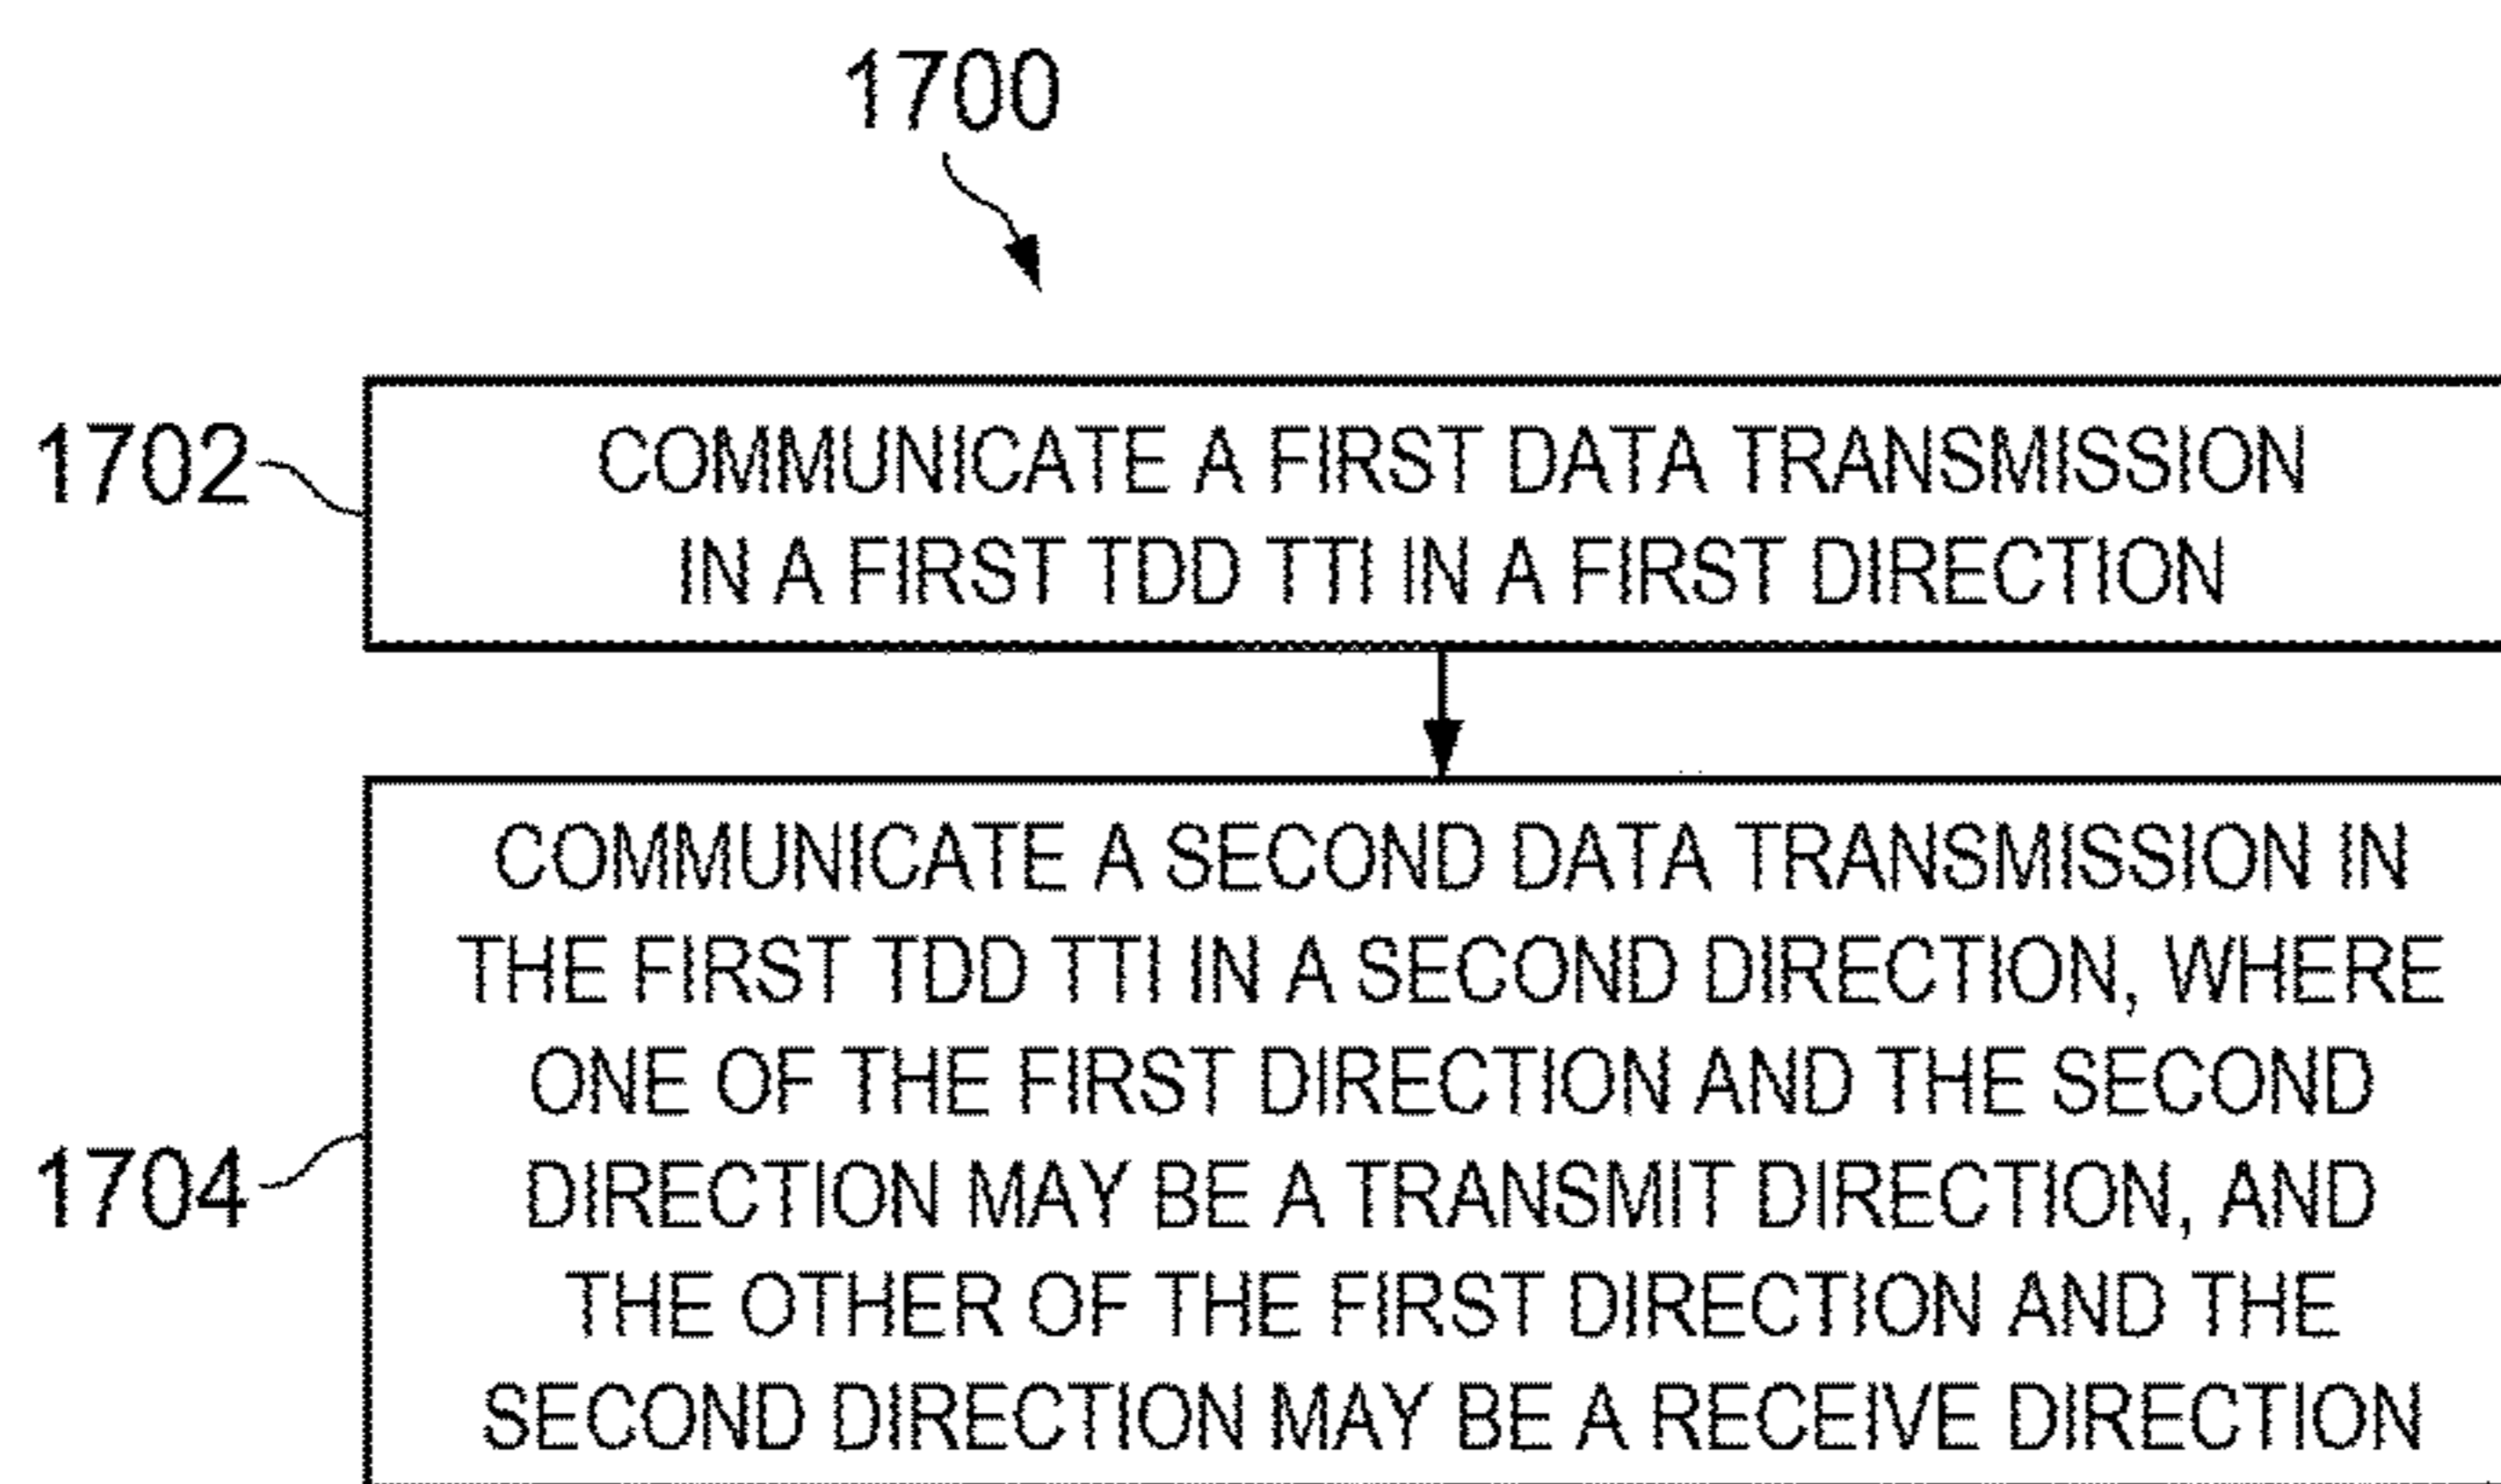 1700
1702
COMMUNICATE A FIRST DATA TRANSMISSION
IN A FIRST TDD TTI IN A FIRST DIRECTION
COMMUNICATE A SECOND DATA TRANSMISSION IN
THE FIRST TDD TTI IN A SECOND DIRECTION, WHERE
ONE OF THE FIRST DIRECTION AND THE SECOND
1704
DIRECTION MAY BE A TRANSMIT DIRECTION, AND
THE OTHER OF THE FIRST DIRECTION AND THE
SECOND DIRECTION MAY BE A RECEIVE DIRECTION